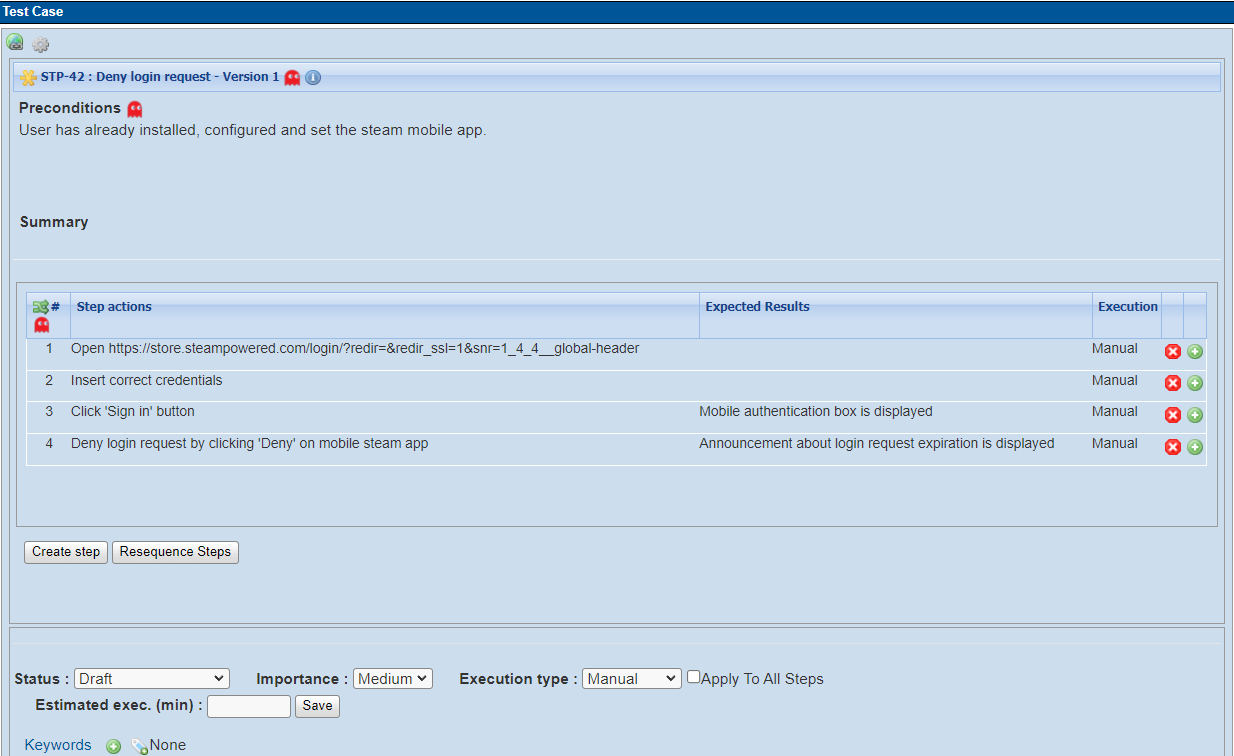 Test Case
STP-42 : Deny login request - Version 1
Preconditions
User has already installed, configured and set the steam mobile app.
Summary
# Step actions Expected Results Execution
1 Open https://store.steampowered.com/login/?redir=&redir_ssl=1&snr=1_4_4__global-header Manual
2 Insert correct credentials Manual
3 Click 'Sign in' button Mobile authentication box is displayed Manual
4 Deny login request by clicking 'Deny' on mobile steam app Announcement about login request expiration is displayed Manual
Create step Resequence Steps
Status : Draft Importance : Medium Execution type : Manual Apply To All Steps
Estimated exec. (min) : Save
Keywords None